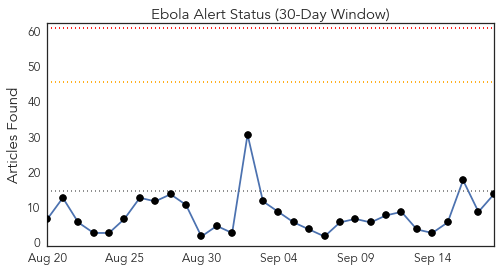 Ebola Alert Status (30-Day Window)
60
50
40
30
20
10
0
Articles Found
Aug 20 Aug 25 Aug 30 Sep 04 Sep 09 Sep 14